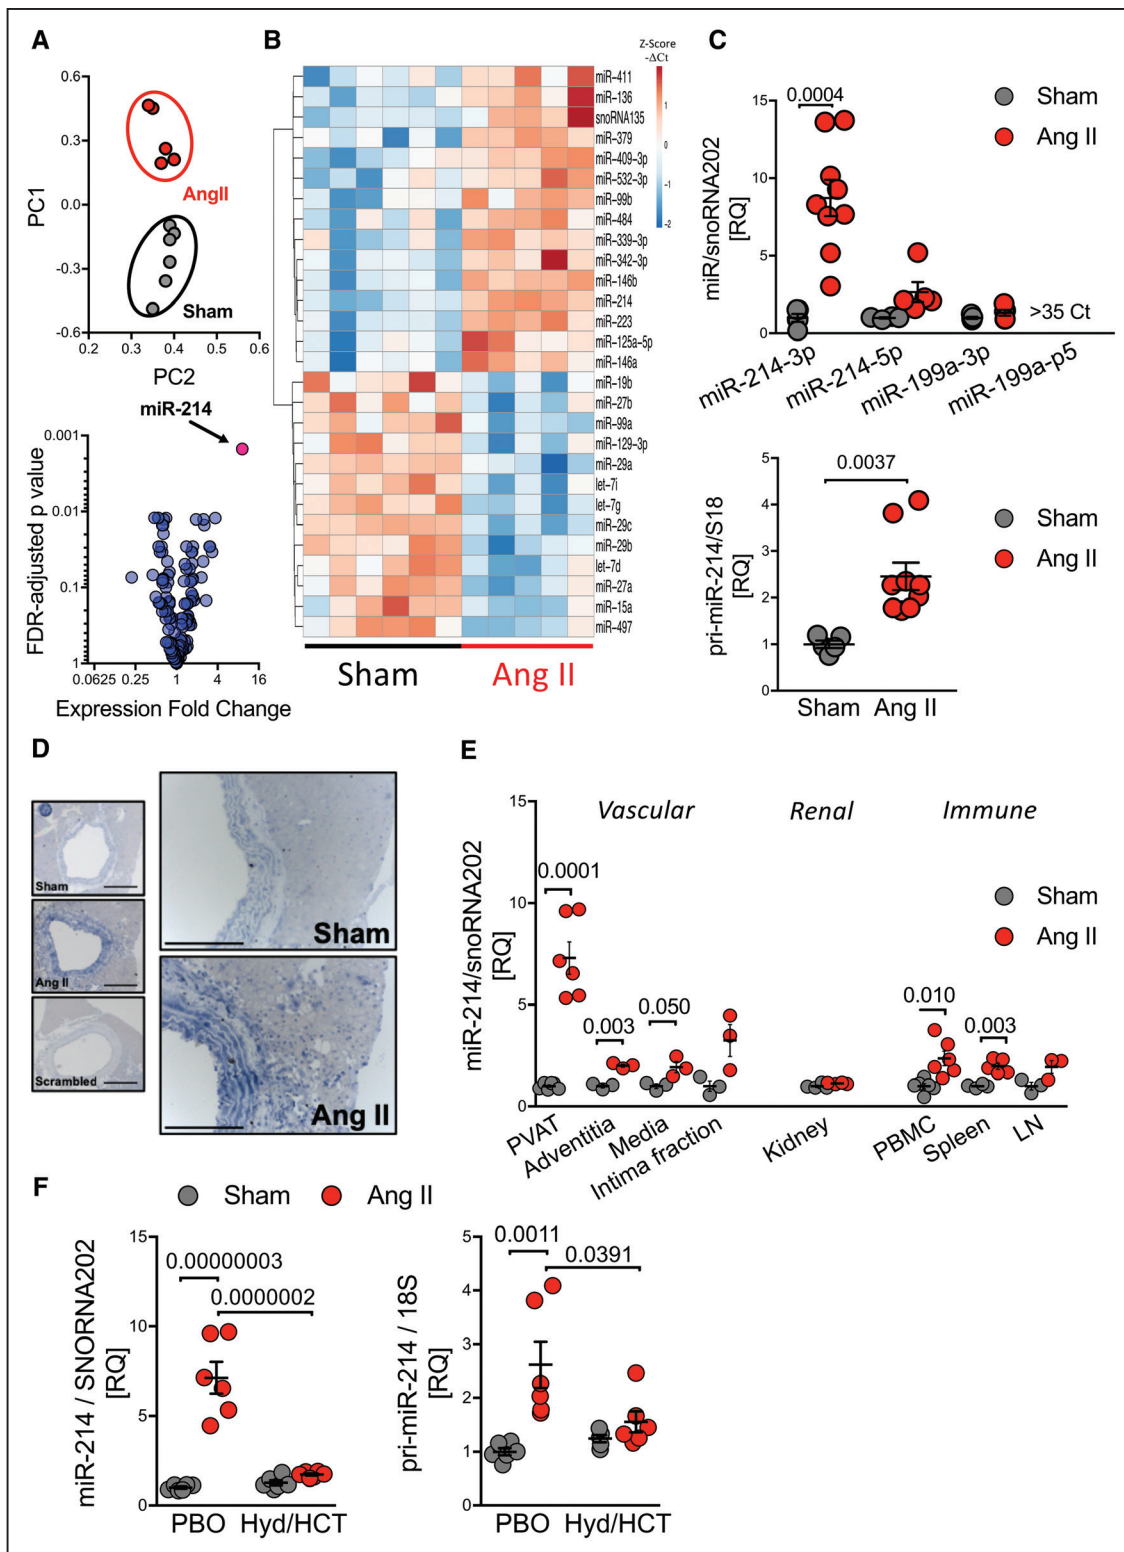 A
0.6
0.3
0.0
-0.3
-0.6
PC1
AngII
Sham
0.2
0.3
0.4
0.5
0.6
PC2
miR-214
0.001
0.01
0.1
1
FDR-adjusted p value
0.0625
0.25
1
4
16
Expression Fold Change
B
Z-Score
-ΔCt
1
0
-1
-2
miR-411
miR-136
snoRNA135
miR-379
miR-409-3p
miR-532-3p
miR-99b
miR-484
miR-339-3p
miR-342-3p
miR-146b
miR-214
miR-223
miR-125a-5p
miR-146a
miR-19b
miR-27b
miR-99a
miR-129-3p
miR-29a
let-7i
let-7g
miR-29c
miR-29b
let-7d
miR-27a
miR-15a
miR-497
Sham
Ang II
C
miR/snoRNA202
[RQ]
15
10
5
0
0.0004
Sham
Ang II
>35 Ct
miR-214-3p
miR-214-5p
miR-199a-3p
miR-199a-p5
pri-miR-214/S18
[RQ]
5
4
3
2
1
0
0.0037
Sham
Ang II
Sham
Ang II
D
Sham
Ang II
Scrambled
Sham
Ang II
E
miR-214/snoRNA202
[RQ]
15
10
5
0
Vascular
Renal
Immune
Sham
Ang II
0.0001
0.003
0.050
0.010
0.003
PVAT
Adventitia
Media
Intima fraction
Kidney
PBMC
Spleen
LN
F
Sham
Ang II
miR-214 / SNORNA202
[RQ]
15
10
5
0
0.00000003
0.0000002
PBO
Hyd/HCT
pri-miR-214 / 18S
[RQ]
5
4
3
2
1
0
0.0011
0.0391
PBO
Hyd/HCT